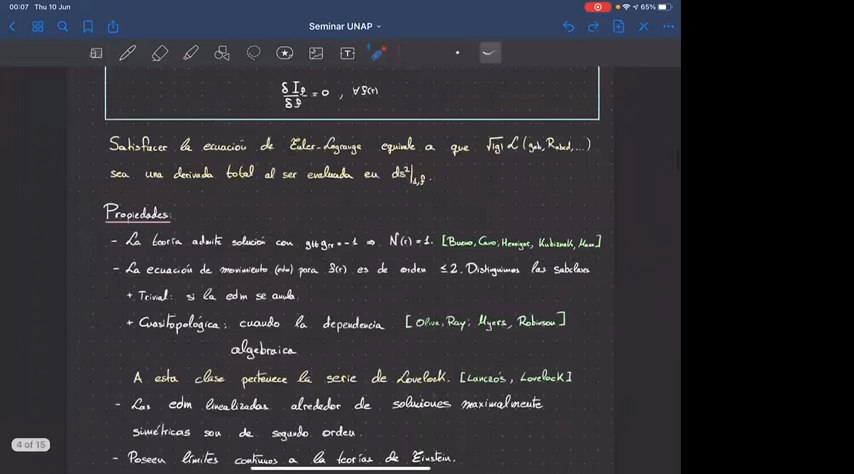 00:07 Thu 10 Jun
65%
Seminar UNAP
δI_f/δf = 0 , ∀ f(r)
Satisfacer la ecuación de Euler-Lagrange equivale a que √|g| L (gab, Rabcd, ...)
sea una derivada total al ser evaluada en ds²|₁,f.
Propiedades:
- La teoría admite solución con gtt grr = -1 ⇒ N(r) = 1. [Bueno, Cano, Hennigar, Kubiznak, Mann]
- La ecuación de movimiento (edm) para f(r) es de orden ≤ 2. Distinguimos las subclases
+ Trivial: si la edm se anula
+ Cuasitopológica: cuando la dependencia [Oliva, Ray; Myers, Robinson]
algebraica
A esta clase pertenece la serie de Lovelock. [Lanczós, Lovelock]
- Las edm linealizadas alrededor de soluciones maximalmente
simétricas son de segundo orden.
- Poseen límites continuos a la teorías de Einstein.
4 of 15